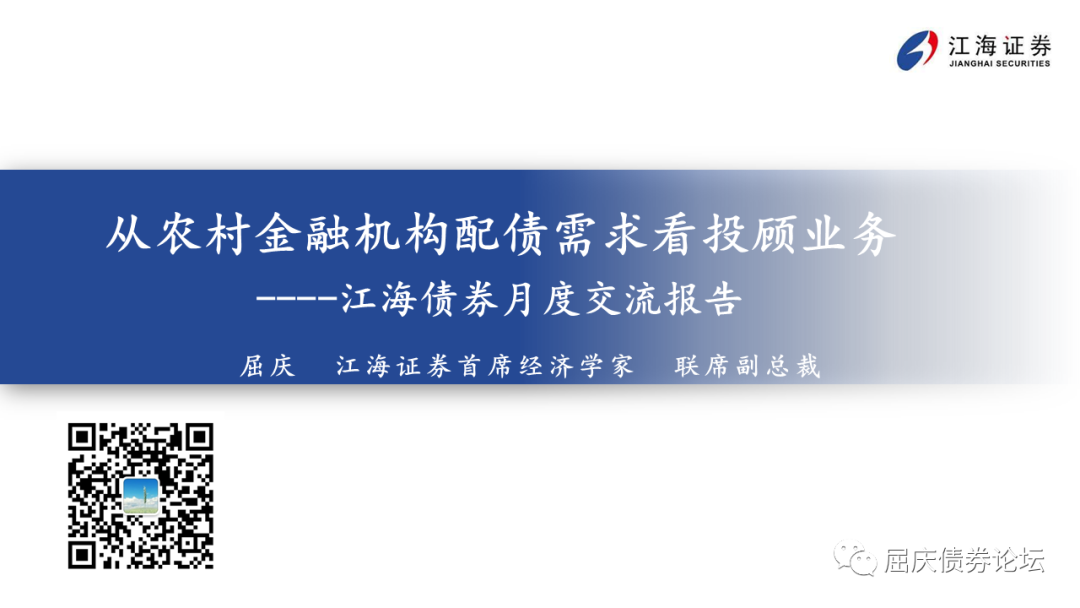 江海证券
JIANGHAI SECURITIES
从农村金融机构配债需求看投顾业务
----江海债券月度交流报告
屈庆 江海证券首席经济学家 联席副总裁
屈庆债券论坛